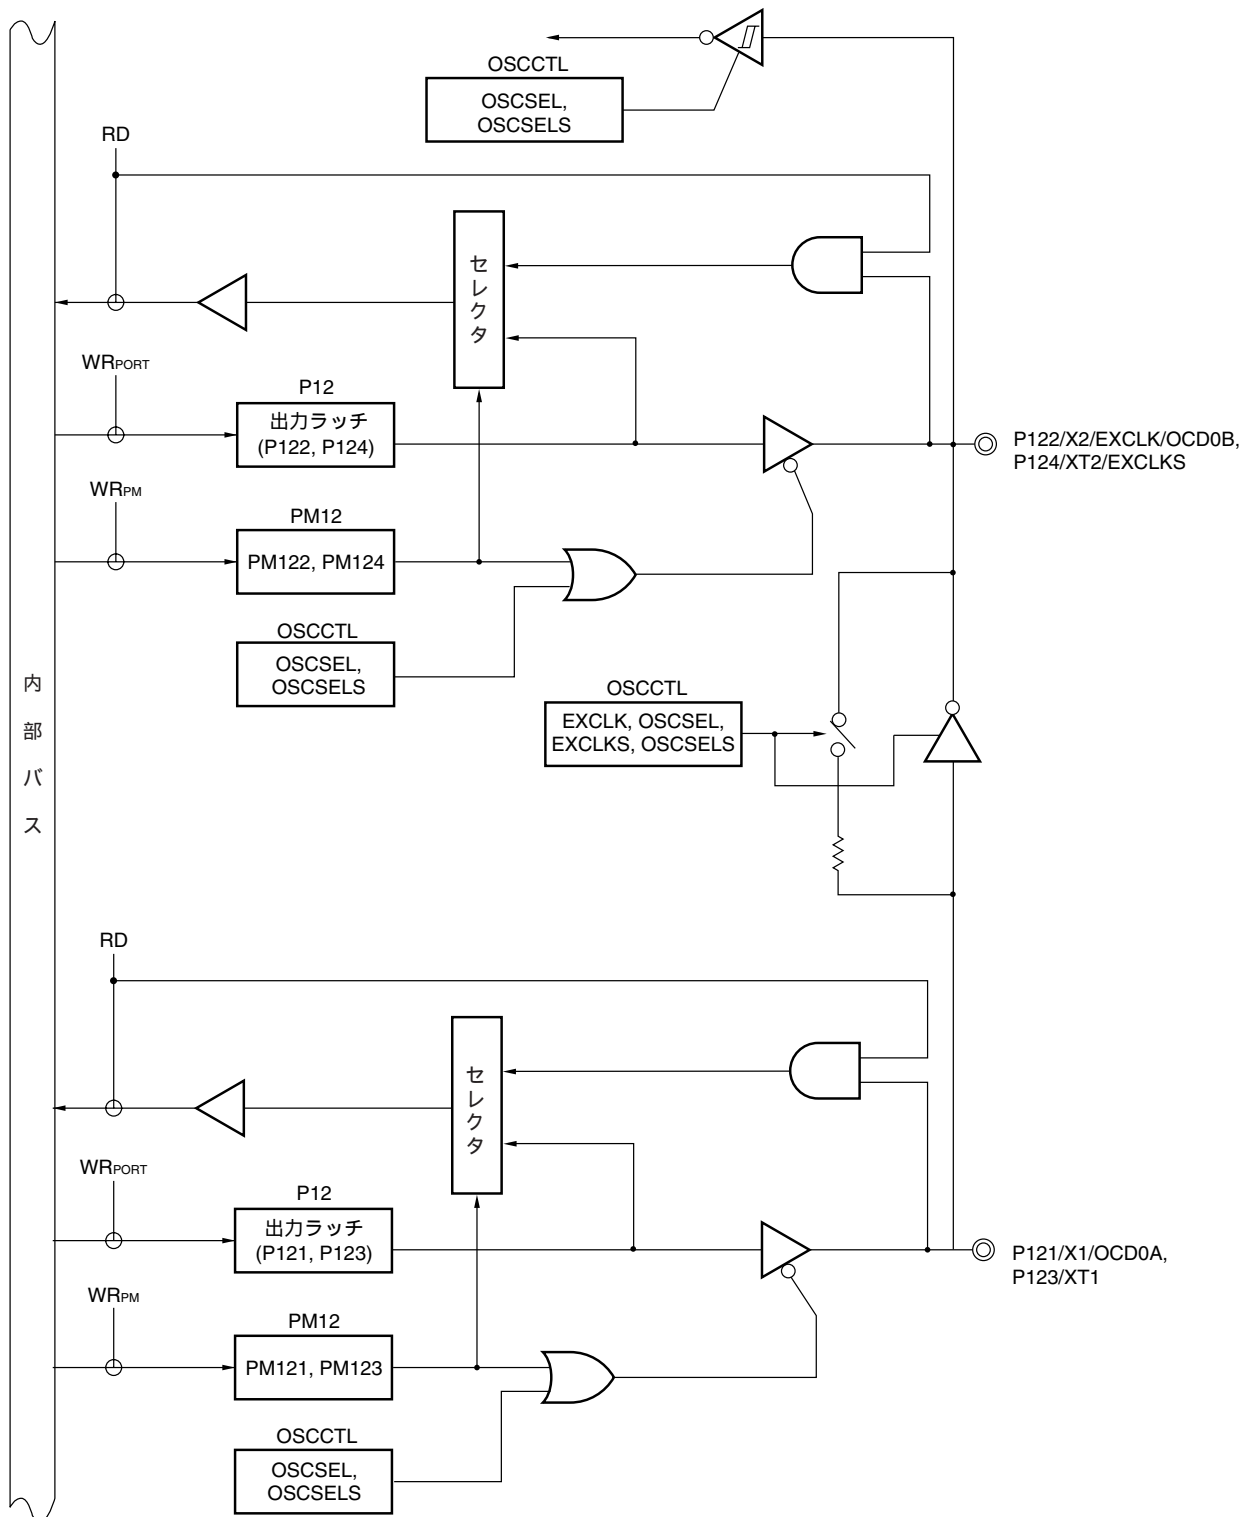 OSCCTL
OSCSEL,
OSCSELS
RD
セレクタ
WRPORT
P12
出力ラッチ
(P122, P124)
P122/X2/EXCLK/OCD0B,
P124/XT2/EXCLKS
WRPM
PM12
PM122, PM124
OSCCTL
OSCSEL,
OSCSELS
内部バス
OSCCTL
EXCLK, OSCSEL,
EXCLKS, OSCSELS
RD
セレクタ
WRPORT
P12
出力ラッチ
(P121, P123)
P121/X1/OCD0A,
P123/XT1
WRPM
PM12
PM121, PM123
OSCCTL
OSCSEL,
OSCSELS